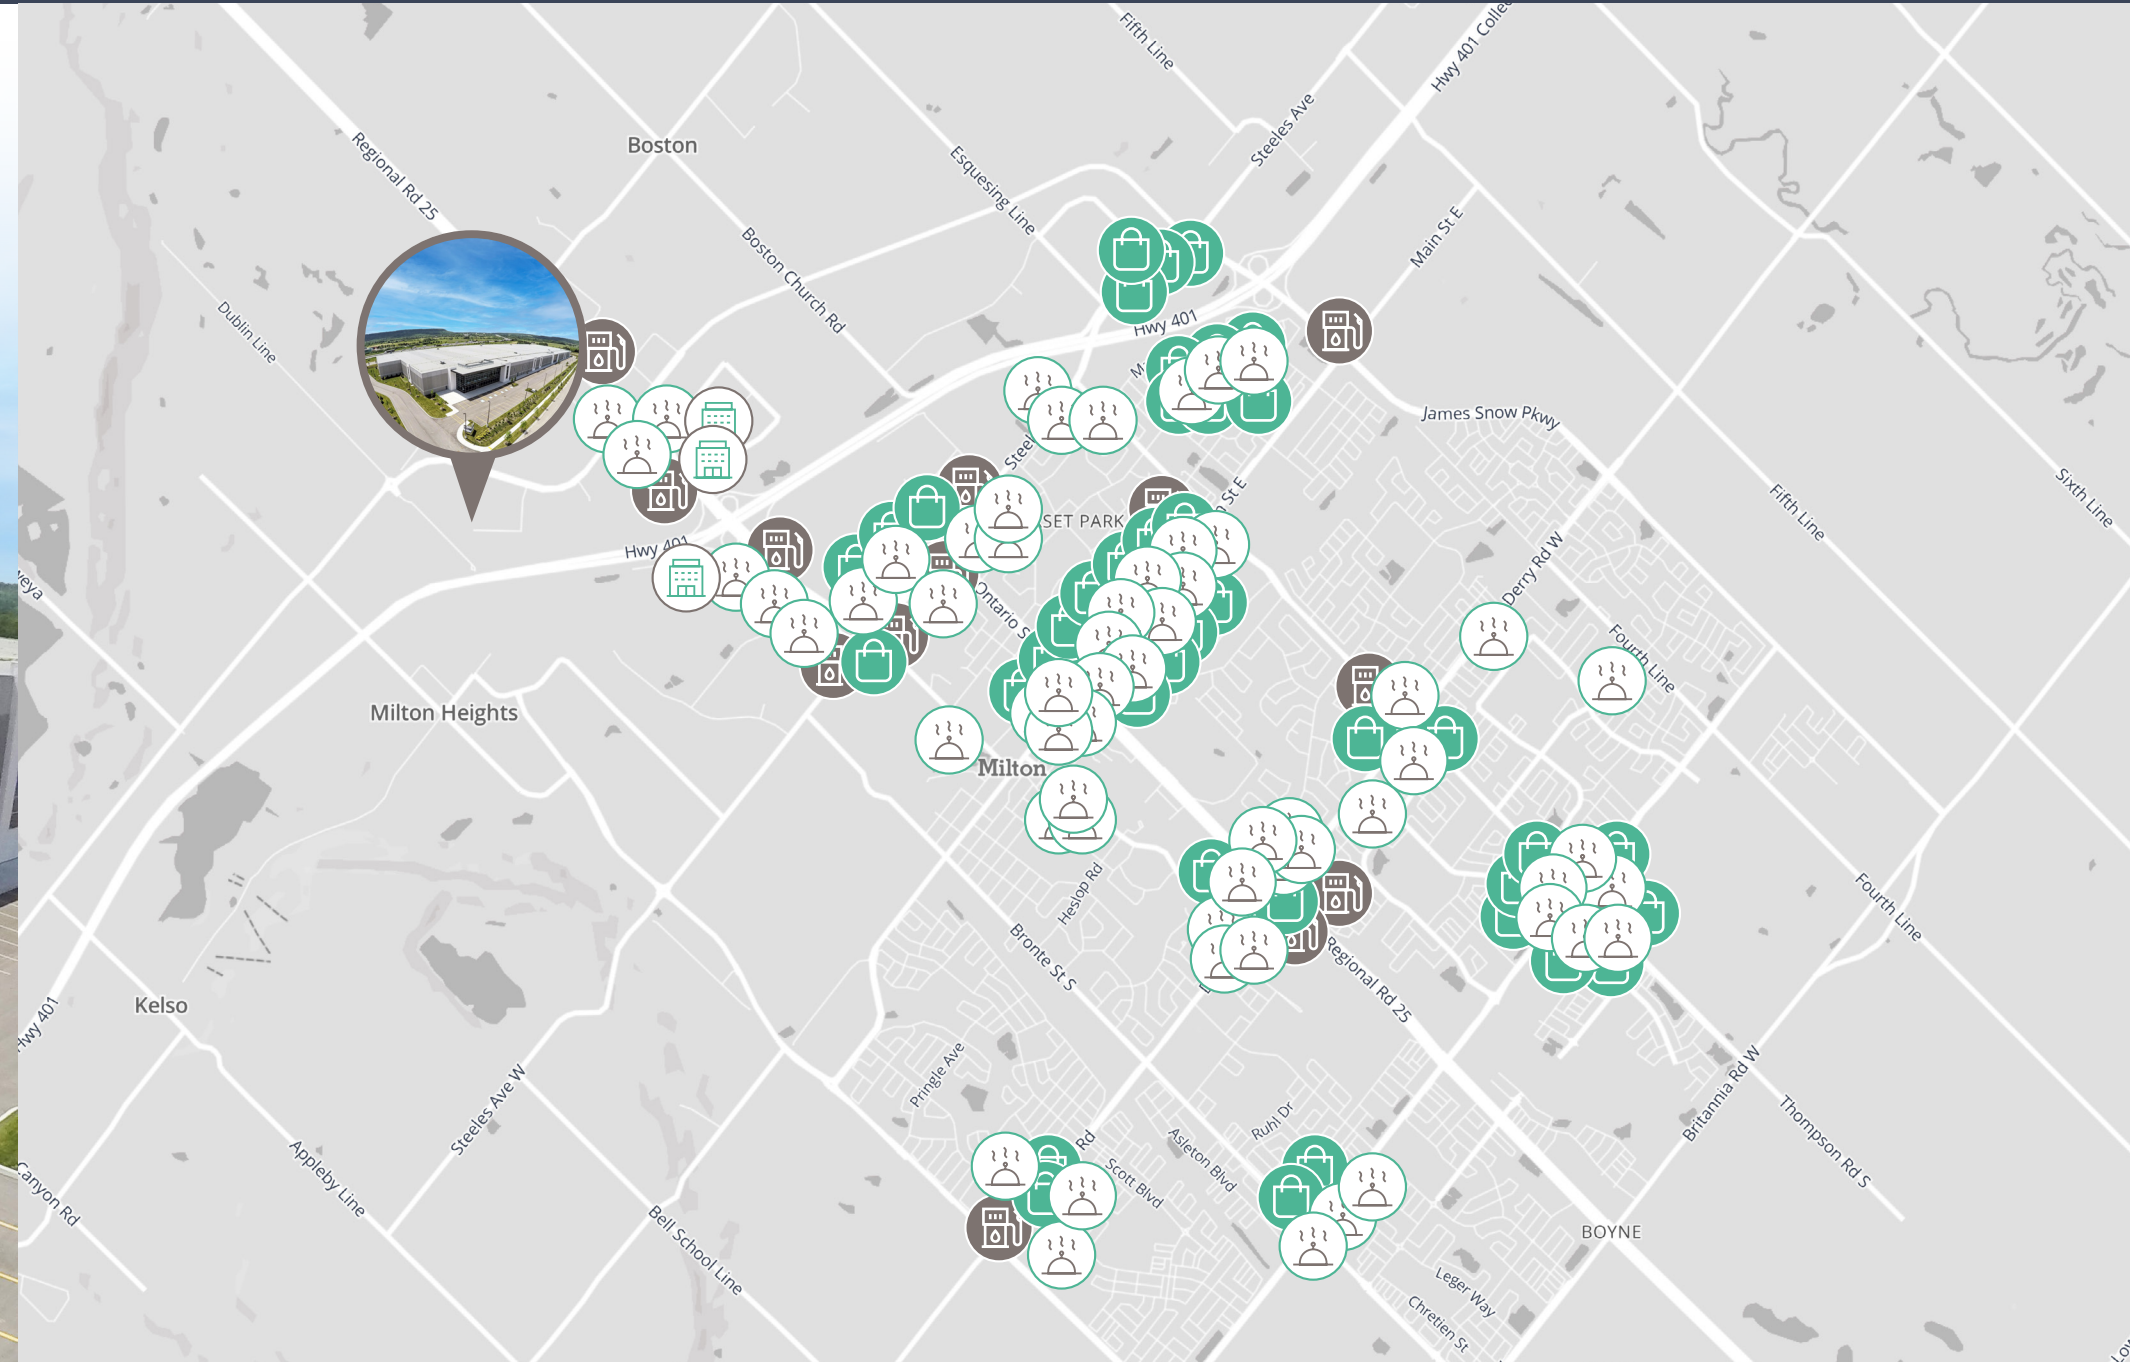 Fifth Line
Hwy 401
Steeles Ave
Boston
Regional Rd 25
Esquesing Line
Main St E
Boston Church Rd
Dublin Line
Hwy 401
James Snow Pkwy
Sixth Line
Fifth Line
SET PARK
St E
Hwy 401
Derry Rd W
Ontario S
Fourth Line
Milton Heights
Milton
Heslop Rd
Fourth Line
Bronte St S
Regional Rd 25
Kelso
Hwy 401
Pringle Ave
Steeles Ave W
Britannia Rd W
Ruhl Dr
Thompson Rd S
Appleby Line
Rd
Asleton Blvd
Scott Blvd
Canyon Rd
Bell School Line
BOYNE
Leger Way
Chretien St